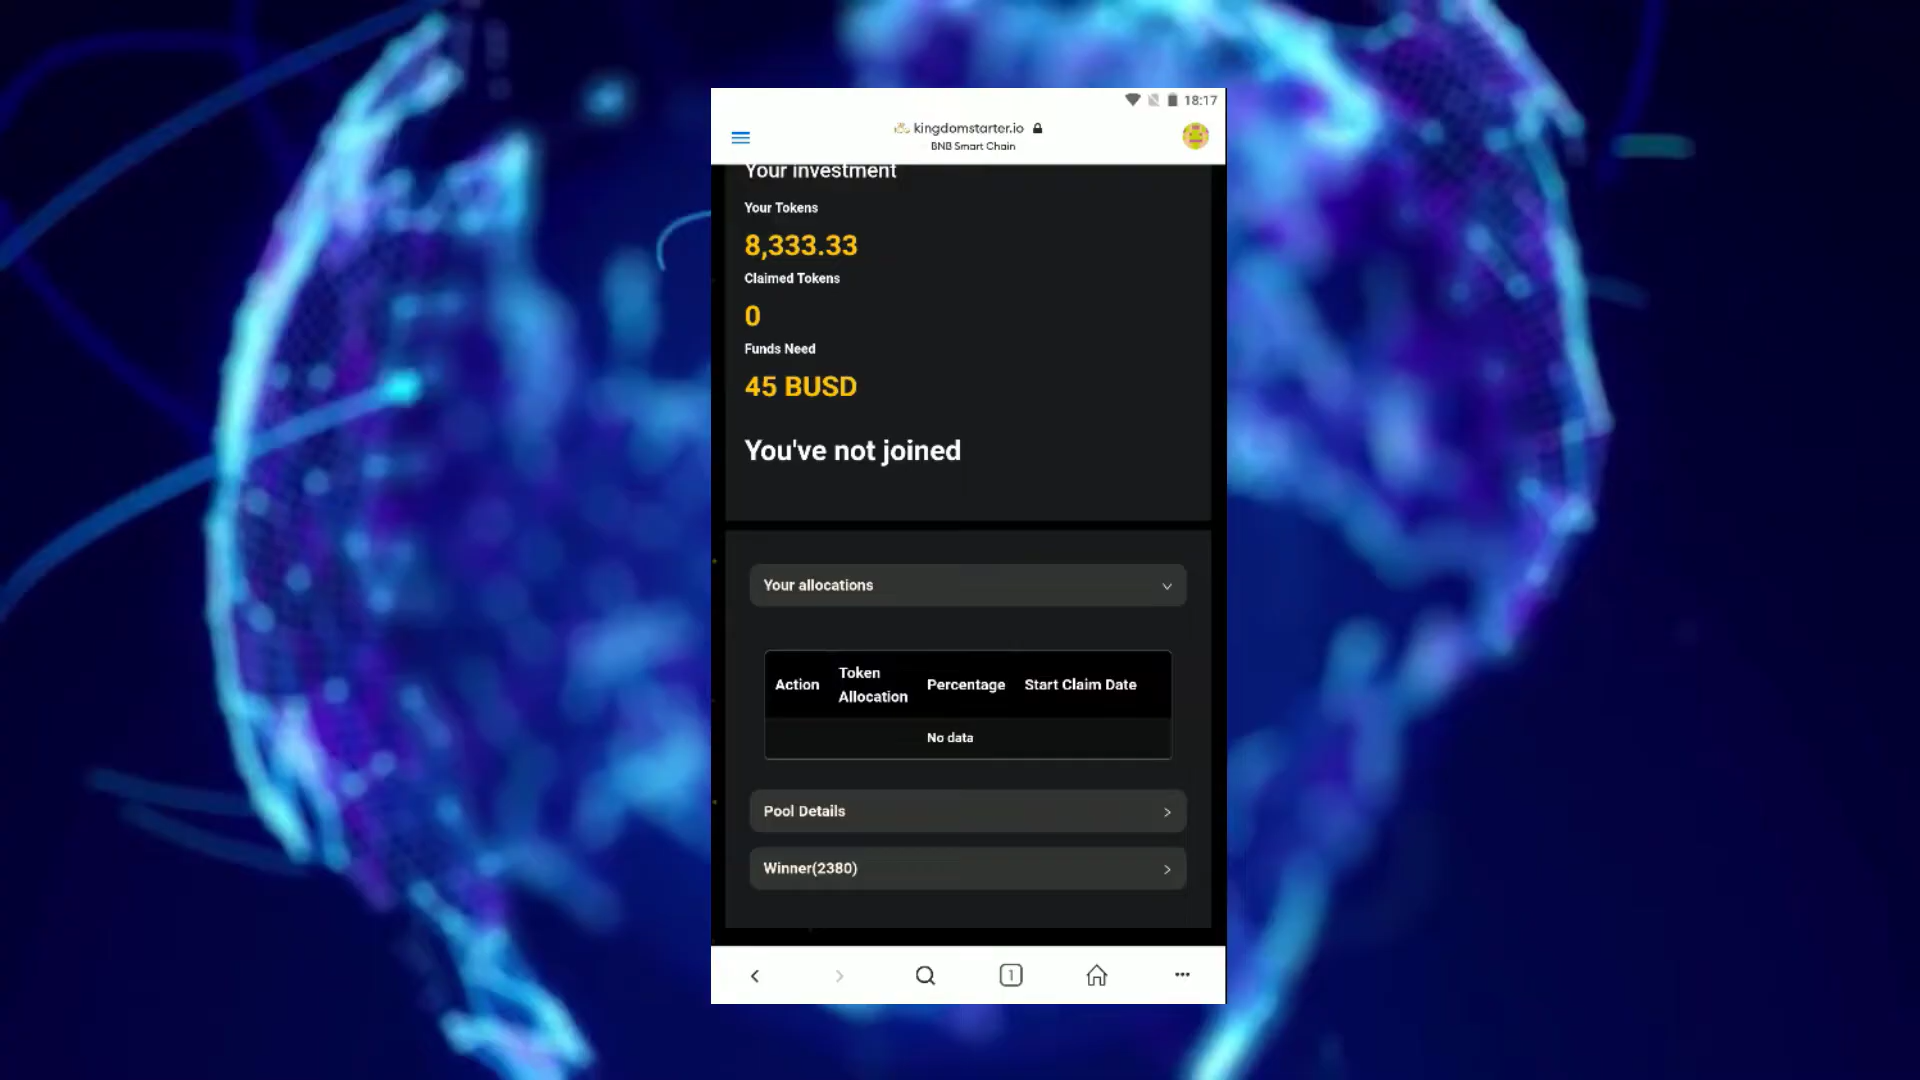 18:17
kingdomstarter.io
BNB Smart Chain
Your investment
Your Tokens
8,333.33
Claimed Tokens
0
Funds Need
45 BUSD
You've not joined
Your allocations
Action Token Allocation Percentage Start Claim Date
No data
Pool Details
Winner(2380)
1